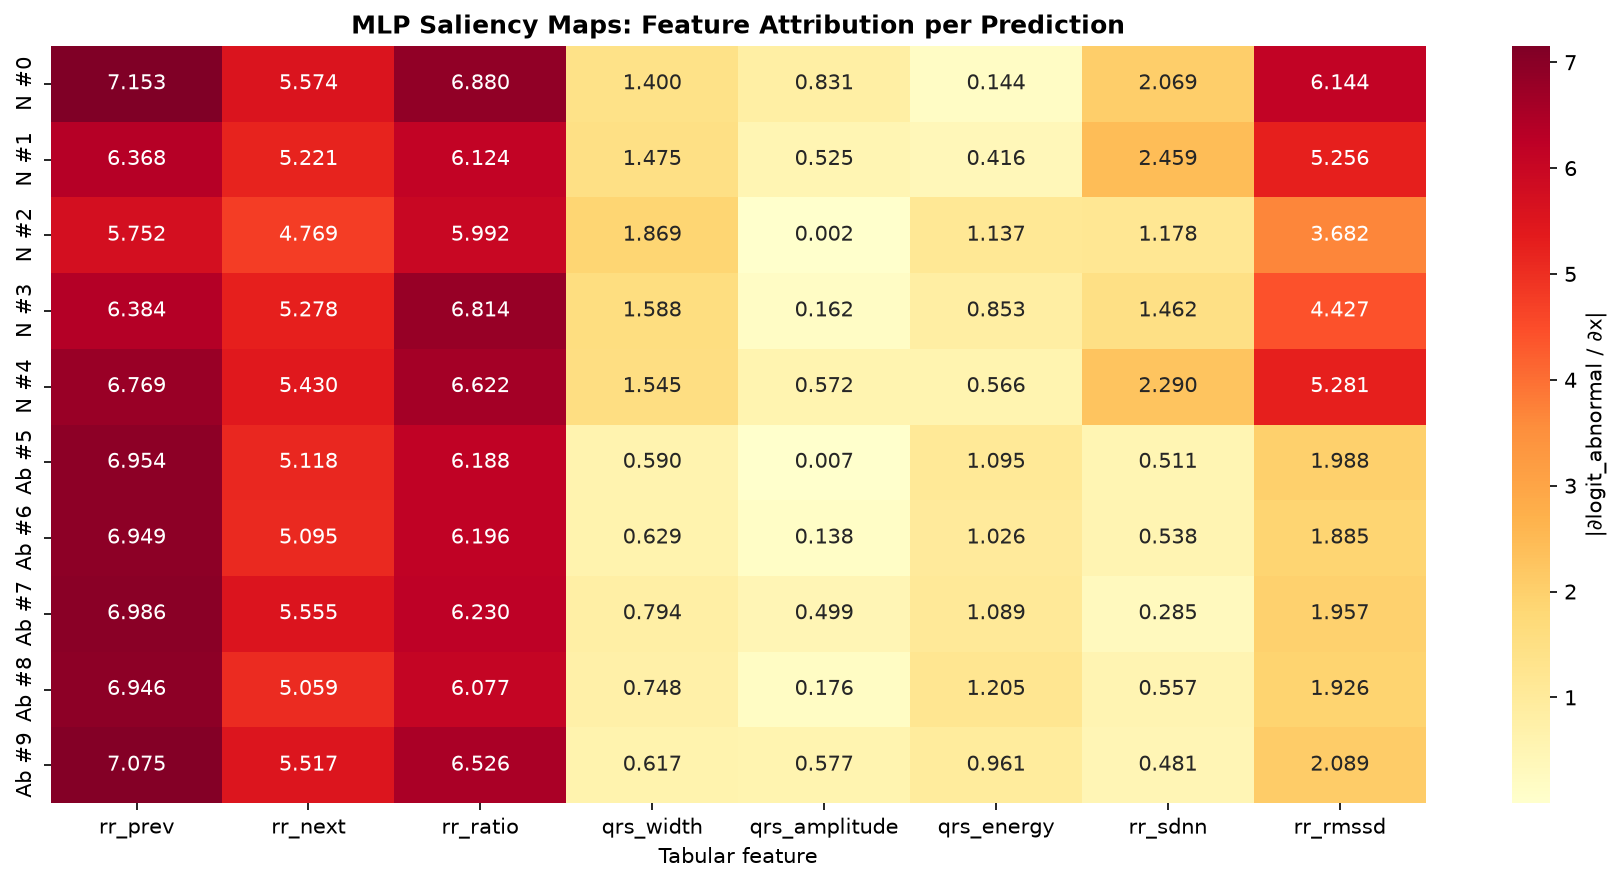 MLP Saliency Maps: Feature Attribution per Prediction
N #0 7.153 5.574 6.880 1.400 0.831 0.144 2.069 6.144
N #1 6.368 5.221 6.124 1.475 0.525 0.416 2.459 5.256
N #2 5.752 4.769 5.992 1.869 0.002 1.137 1.178 3.682
N #3 6.384 5.278 6.814 1.588 0.162 0.853 1.462 4.427
N #4 6.769 5.430 6.622 1.545 0.572 0.566 2.290 5.281
Ab #5 6.954 5.118 6.188 0.590 0.007 1.095 0.511 1.988
Ab #6 6.949 5.095 6.196 0.629 0.138 1.026 0.538 1.885
Ab #7 6.986 5.555 6.230 0.794 0.499 1.089 0.285 1.957
Ab #8 6.946 5.059 6.077 0.748 0.176 1.205 0.557 1.926
Ab #9 7.075 5.517 6.526 0.617 0.577 0.961 0.481 2.089
rr_prev rr_next rr_ratio qrs_width qrs_amplitude qrs_energy rr_sdnn rr_rmssd
Tabular feature
7
6
5
4
3
2
1
|∂logit_abnormal / ∂x|